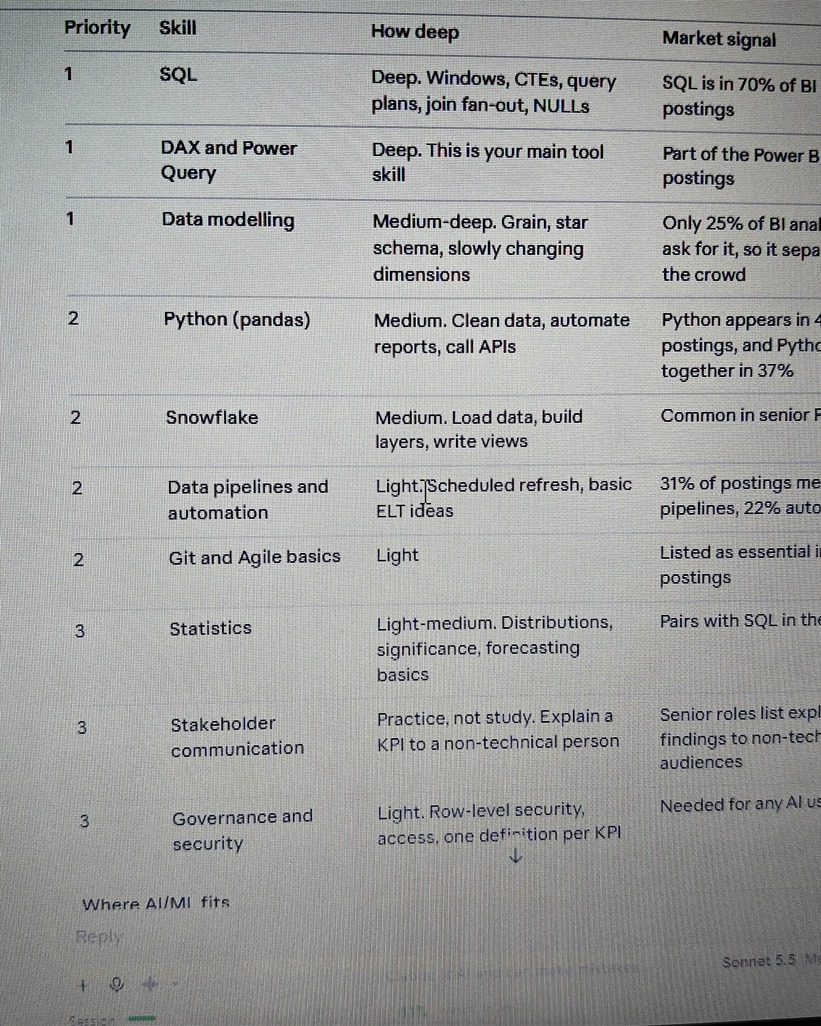 Priority Skill How deep Market signal
1 SQL Deep. Windows, CTEs, query SQL is in 70% of BI
plans, join fan-out, NULLs postings
1 DAX and Power Deep. This is your main tool Part of the Power B
Query skill postings
1 Data modelling Medium-deep. Grain, star Only 25% of BI anal
schema, slowly changing ask for it, so it sepa
dimensions the crowd
2 Python (pandas) Medium. Clean data, automate Python appears in 4
reports, call APIs postings, and Pytho
together in 37%
2 Snowflake Medium. Load data, build Common in senior P
layers, write views
2 Data pipelines and Light. Scheduled refresh, basic 31% of postings me
automation ELT ideas pipelines, 22% auto
2 Git and Agile basics Light Listed as essential i
postings
3 Statistics Light-medium. Distributions, Pairs with SQL in the
significance, forecasting
basics
3 Stakeholder Practice, not study. Explain a Senior roles list expl
communication KPI to a non-technical person findings to non-tech
audiences
3 Governance and Light. Row-level security, Needed for any AI us
security access, one definition per KPI
Where AI/ML fits
Reply
Sonnet 5.5
Session